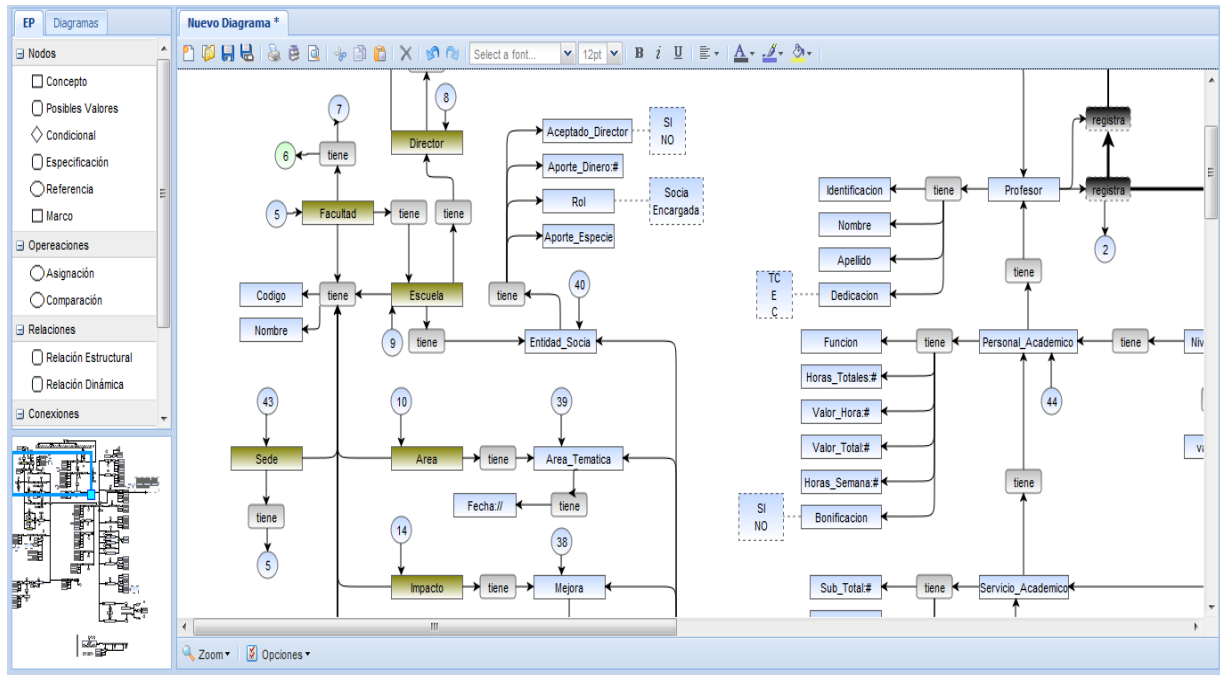 EP
Diagramas
Nodos
Concepto
Posibles Valores
Condicional
Especificación
Referencia
Marco
Opereaciones
Asignación
Comparación
Relaciones
Relación Estructural
Relación Dinámica
Conexiones
Nuevo Diagrama *
Select a font...
12pt
B i U
A
7
8
Director
6
tiene
5
Facultad
tiene
tiene
Codigo
tiene
Escuela
Nombre
9
tiene
Aceptado_Director
SI
NO
Aporte_Dinero:#
Rol
Socia
Encargada
Aporte_Especie
tiene
40
Entidad_Socia
43
10
39
Sede
Area
tiene
Area_Tematica
Fecha://
tiene
tiene
5
14
38
Impacto
tiene
Mejora
registra
Identificacion
tiene
Profesor
registra
Nombre
2
Apellido
tiene
TC
E
C
Dedicacion
Funcion
tiene
Personal_Academico
tiene
Niv
Horas_Totales:#
44
Valor_Hora:#
Valor_Total:#
Horas_Semana:#
tiene
SI
NO
Bonificacion
Sub_Total:#
tiene
Servicio_Academico
Zoom
Opciones